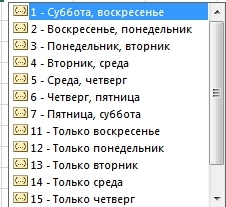 1 - Суббота, воскресенье
2 - Воскресенье, понедельник
3 - Понедельник, вторник
4 - Вторник, среда
5 - Среда, четверг
6 - Четверг, пятница
7 - Пятница, суббота
11 - Только воскресенье
12 - Только понедельник
13 - Только вторник
14 - Только среда
15 - Только четверг